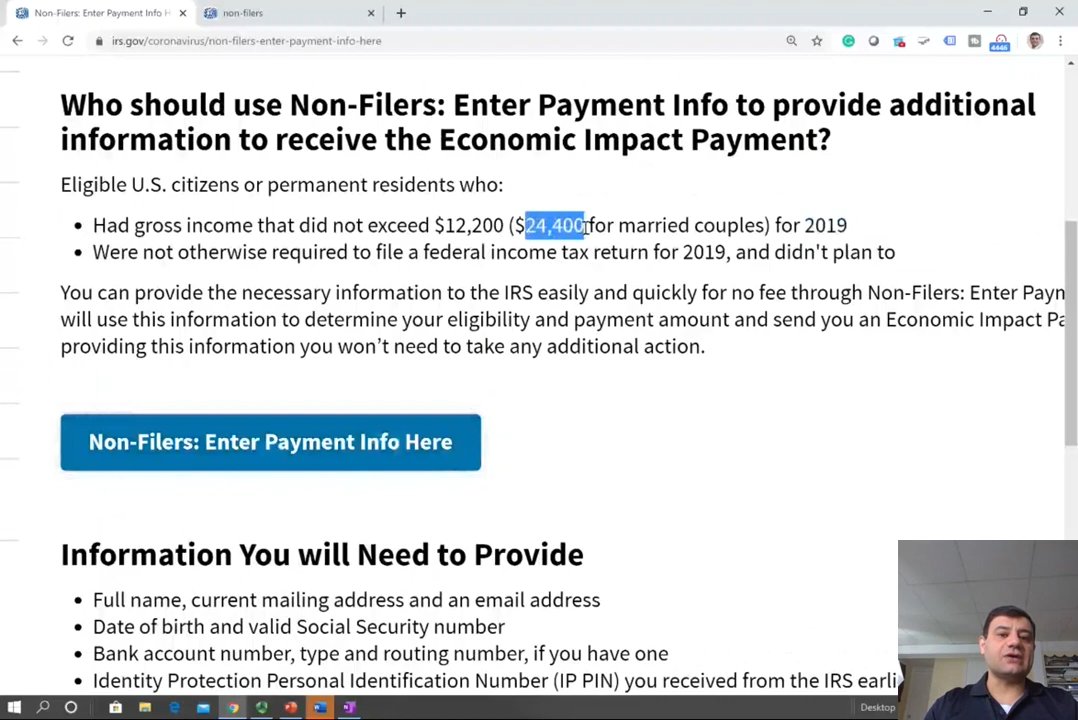 Non-Filers: Enter Payment Info H
non-filers
irs.gov/coronavirus/non-filers-enter-payment-info-here
4446
Who should use Non-Filers: Enter Payment Info to provide additional
information to receive the Economic Impact Payment?
Eligible U.S. citizens or permanent residents who:
• Had gross income that did not exceed $12,200 ($24,400 for married couples) for 2019
• Were not otherwise required to file a federal income tax return for 2019, and didn't plan to
You can provide the necessary information to the IRS easily and quickly for no fee through Non-Filers: Enter Paym
will use this information to determine your eligibility and payment amount and send you an Economic Impact Pa
providing this information you won't need to take any additional action.
Non-Filers: Enter Payment Info Here
Information You will Need to Provide
• Full name, current mailing address and an email address
• Date of birth and valid Social Security number
• Bank account number, type and routing number, if you have one
• Identity Protection Personal Identification Number (IP PIN) you received from the IRS earli
Desktop